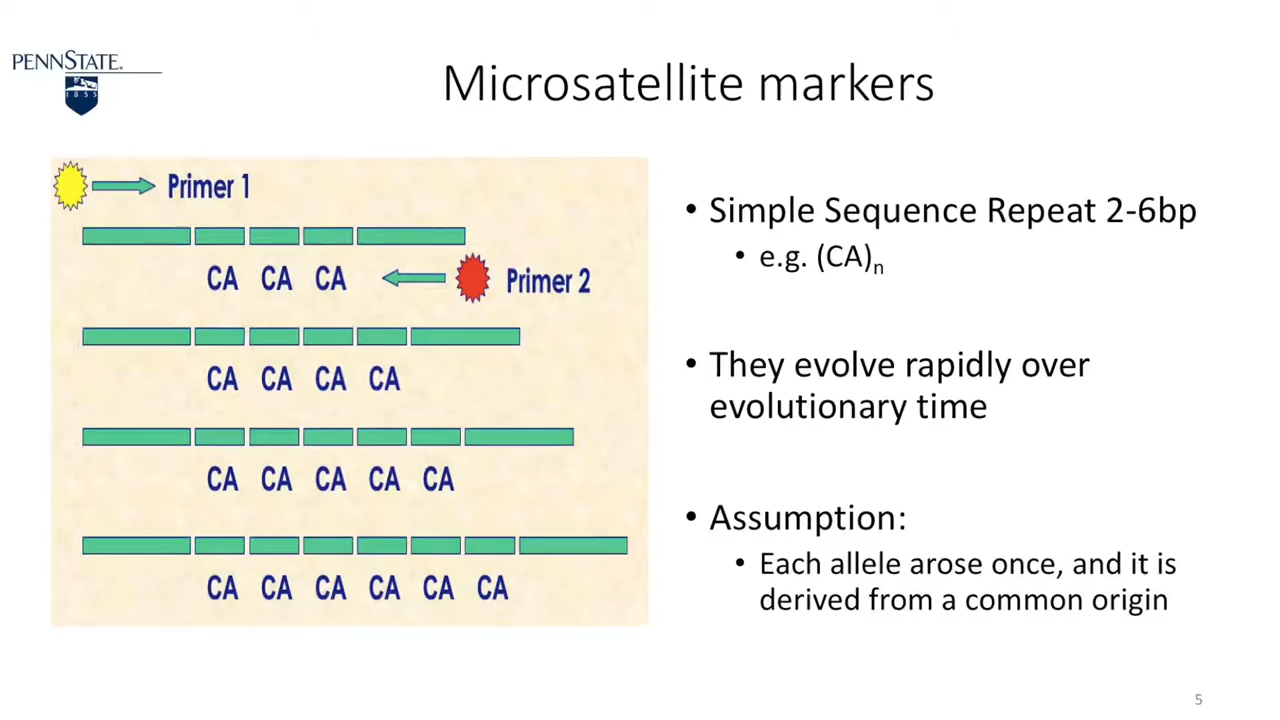 PENNSTATE.
1855
Microsatellite markers
Primer 1
CA CA CA
Primer 2
CA CA CA CA
CA CA CA CA CA
CA CA CA CA CA CA
• Simple Sequence Repeat 2-6bp
• e.g. (CA)n
• They evolve rapidly over
evolutionary time
• Assumption:
• Each allele arose once, and it is
derived from a common origin
5